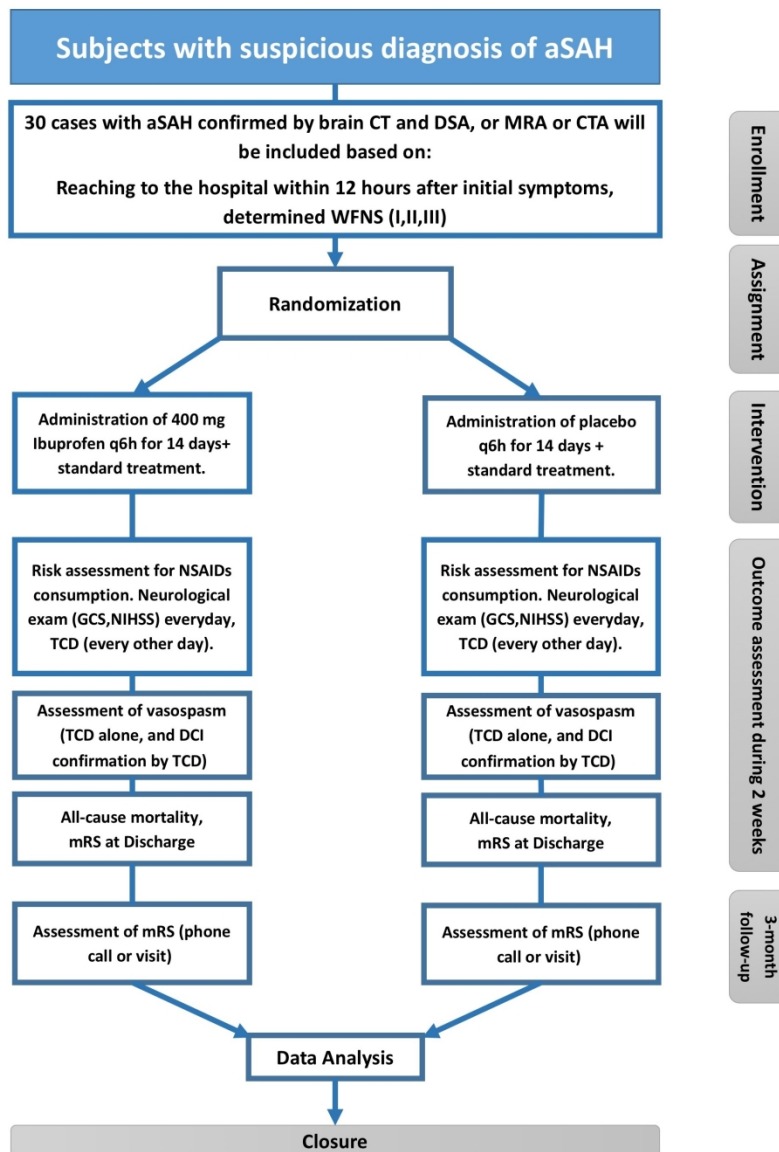 Subjects with suspicious diagnosis of aSAH
30 cases with aSAH confirmed by brain CT and DSA, or MRA or CTA will
be included based on:
Reaching to the hospital within 12 hours after initial symptoms,
determined WFNS (I,II,III)
Enrollment
Randomization
Assignment
Administration of 400 mg
Ibuprofen q6h for 14 days+
standard treatment.
Administration of placebo
q6h for 14 days +
standard treatment.
Intervention
Risk assessment for NSAIDs
consumption. Neurological
exam (GCS,NIHSS) everyday,
TCD (every other day).
Risk assessment for NSAIDs
consumption. Neurological
exam (GCS,NIHSS) everyday,
TCD (every other day).
Assessment of vasospasm
(TCD alone, and DCI
confirmation by TCD)
Assessment of vasospasm
(TCD alone, and DCI
confirmation by TCD)
All-cause mortality,
mRS at Discharge
All-cause mortality,
mRS at Discharge
Outcome assessment during 2 weeks
Assessment of mRS (phone
call or visit)
Assessment of mRS (phone
call or visit)
3-month
follow-up
Data Analysis
Closure